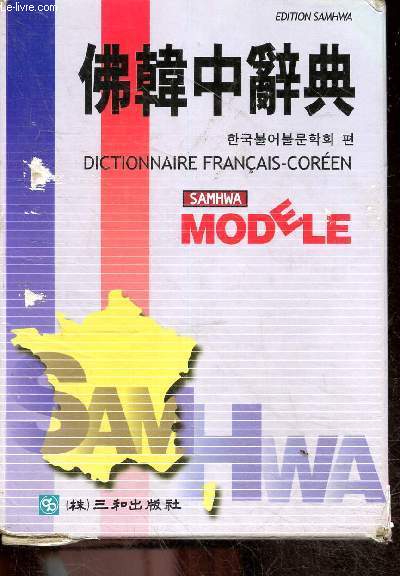 le-livre.com
EDITION SAMHWA
佛韓中辭典
한국불어불문학회 편
DICTIONNAIRE FRANÇAIS-CORÉEN
SAMHWA
MODELE
SAMHWA
(株) 三和出版社